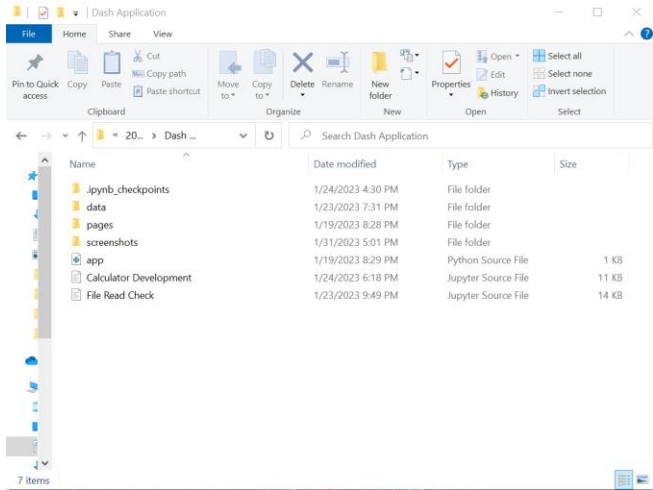 Dash Application
File Home Share View
Pin to Quick access
Copy
Paste
Cut
Copy path
Paste shortcut
Move to
Copy to
Delete
Rename
New folder
Properties
Open
Edit
History
Select all
Select none
Invert selection
Clipboard Organize New Open Select
« 20... › Dash ... Search Dash Application
Name Date modified Type Size
.ipynb_checkpoints 1/24/2023 4:30 PM File folder
data 1/23/2023 7:31 PM File folder
pages 1/19/2023 8:28 PM File folder
screenshots 1/31/2023 5:01 PM File folder
app 1/19/2023 8:29 PM Python Source File 1 KB
Calculator Development 1/24/2023 6:18 PM Jupyter Source File 11 KB
File Read Check 1/23/2023 9:49 PM Jupyter Source File 14 KB
7 items